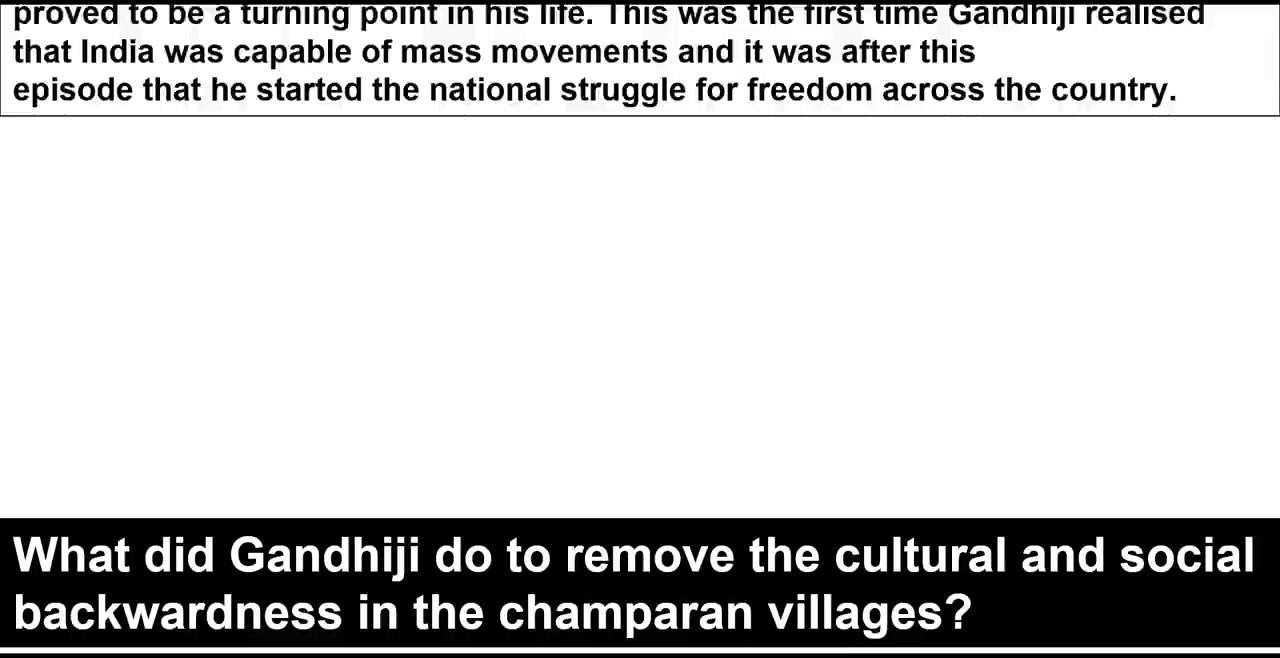 proved to be a turning point in his life. This was the first time Gandhiji realised
that India was capable of mass movements and it was after this
episode that he started the national struggle for freedom across the country.
What did Gandhiji do to remove the cultural and social
backwardness in the champaran villages?